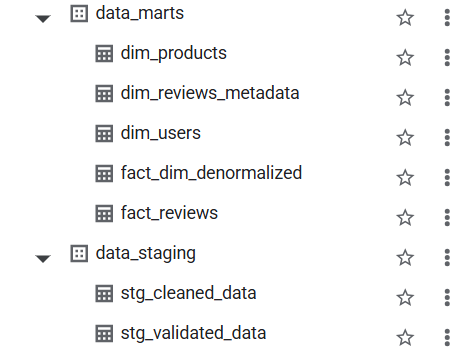 data_marts
dim_products
dim_reviews_metadata
dim_users
fact_dim_denormalized
fact_reviews
data_staging
stg_cleaned_data
stg_validated_data